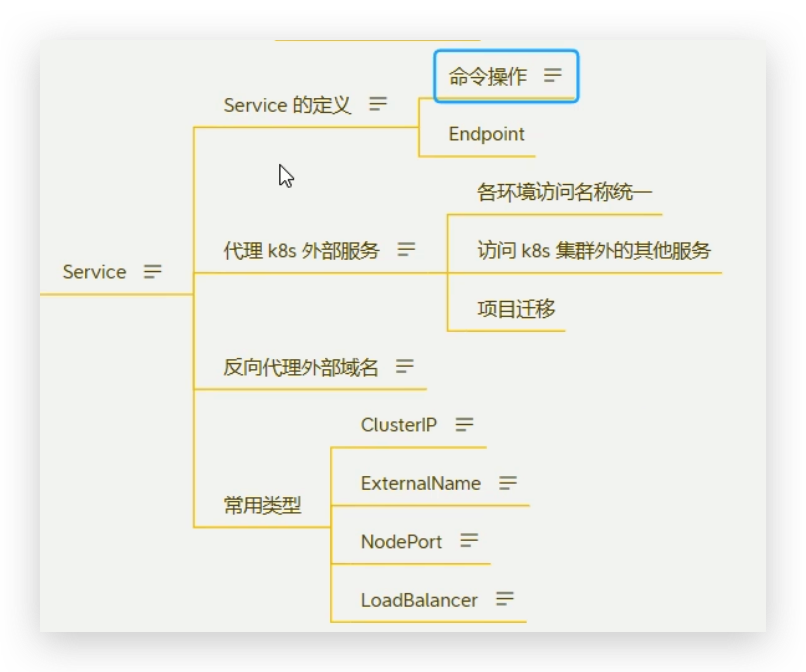 Service
Service 的定义
命令操作
Endpoint
代理 k8s 外部服务
各环境访问名称统一
访问 k8s 集群外的其他服务
项目迁移
反向代理外部域名
常用类型
ClusterIP
ExternalName
NodePort
LoadBalancer